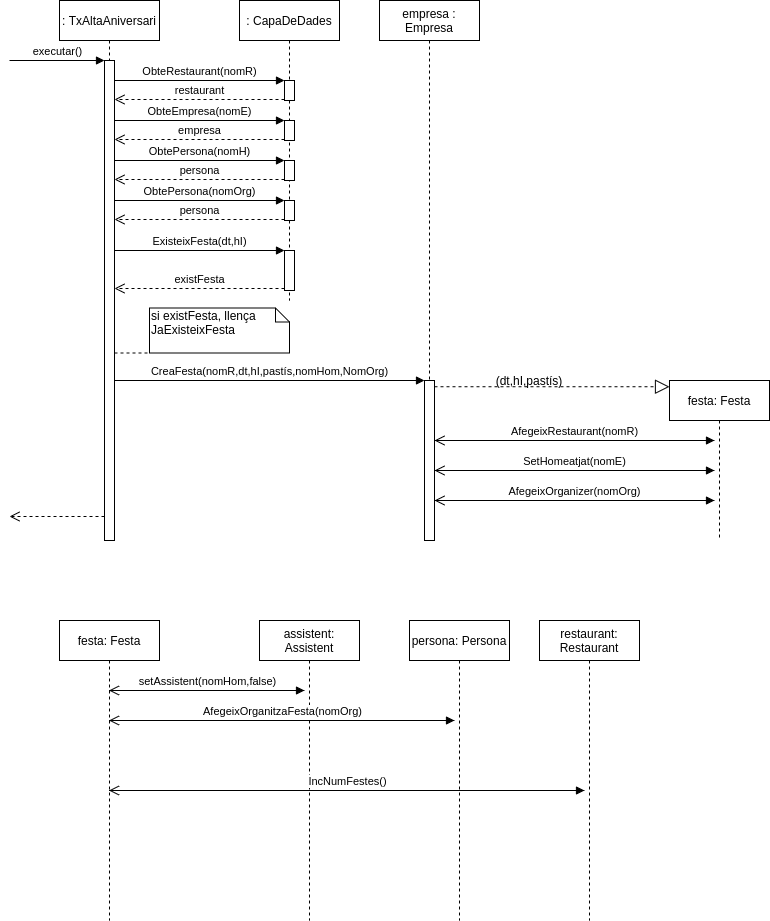 : TxAltaAniversari
: CapaDeDades
empresa :
Empresa
executar()
ObteRestaurant(nomR)
restaurant
ObteEmpresa(nomE)
empresa
ObtePersona(nomH)
persona
ObtePersona(nomOrg)
persona
ExisteixFesta(dt,hI)
existFesta
si existFesta, llença
JaExisteixFesta
CreaFesta(nomR,dt,hI,pastís,nomHom,NomOrg)
(dt,hI,pastís)
festa: Festa
AfegeixRestaurant(nomR)
SetHomeatjat(nomE)
AfegeixOrganizer(nomOrg)
festa: Festa
assistent:
Assistent
persona: Persona
restaurant:
Restaurant
setAssistent(nomHom,false)
AfegeixOrganitzaFesta(nomOrg)
IncNumFestes()